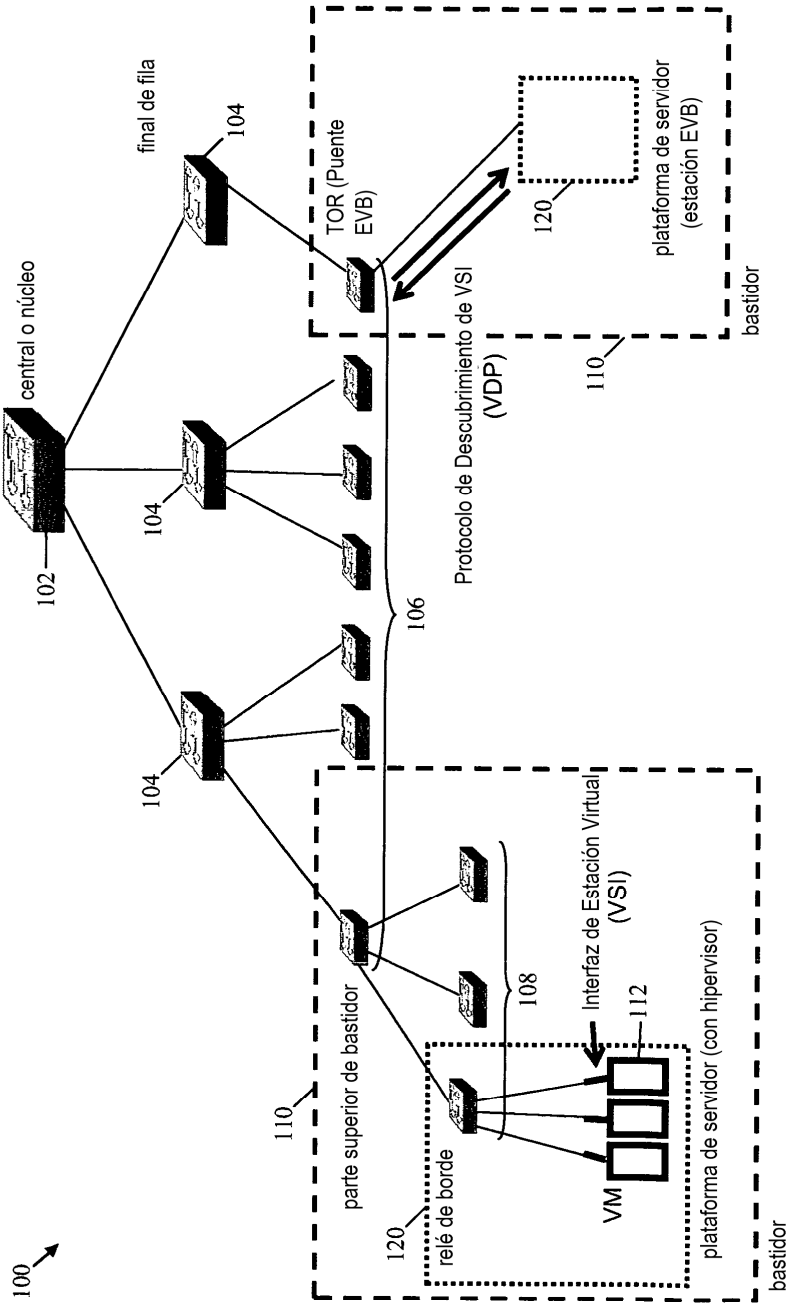 100
central o núcleo
102
final de fila
104
104
104
TOR (Puente
EVB)
106
Protocolo de Descubrimiento de VSI
(VDP)
120
plataforma de servidor
(estación EVB)
110
bastidor
110
parte superior de bastidor
108
120
relé de borde
Interfaz de Estación Virtual
(VSI)
112
VM
plataforma de servidor (con hipervisor)
bastidor